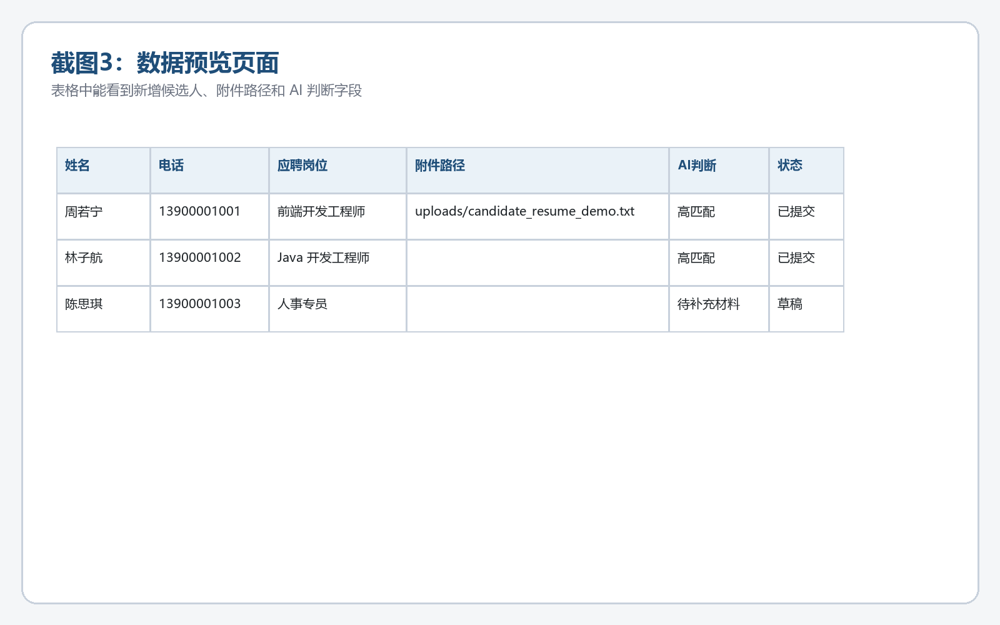 截图3：数据预览页面
表格中能看到新增候选人、附件路径和 AI 判断字段
姓名 电话 应聘岗位 附件路径 AI判断 状态
周若宁 13900001001 前端开发工程师 uploads/candidate_resume_demo.txt 高匹配 已提交
林子航 13900001002 Java 开发工程师 高匹配 已提交
陈思琪 13900001003 人事专员 待补充材料 草稿